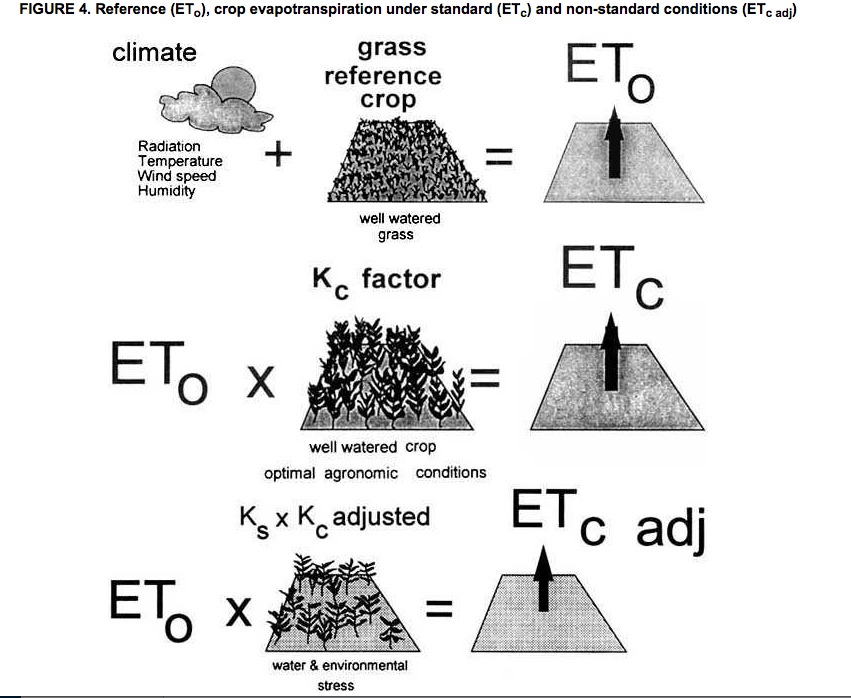 FIGURE 4. Reference (ETo), crop evapotranspiration under standard (ETc) and non-standard conditions (ETc adj)
climate
grass
reference
crop
ETO
Radiation
Temperature
Wind speed
Humidity
+
=
well watered
grass
Kc factor
ETC
ETO x
=
well watered crop
optimal agronomic conditions
Ks x Kc adjusted
ETC adj
ETO x
=
water & environmental
stress